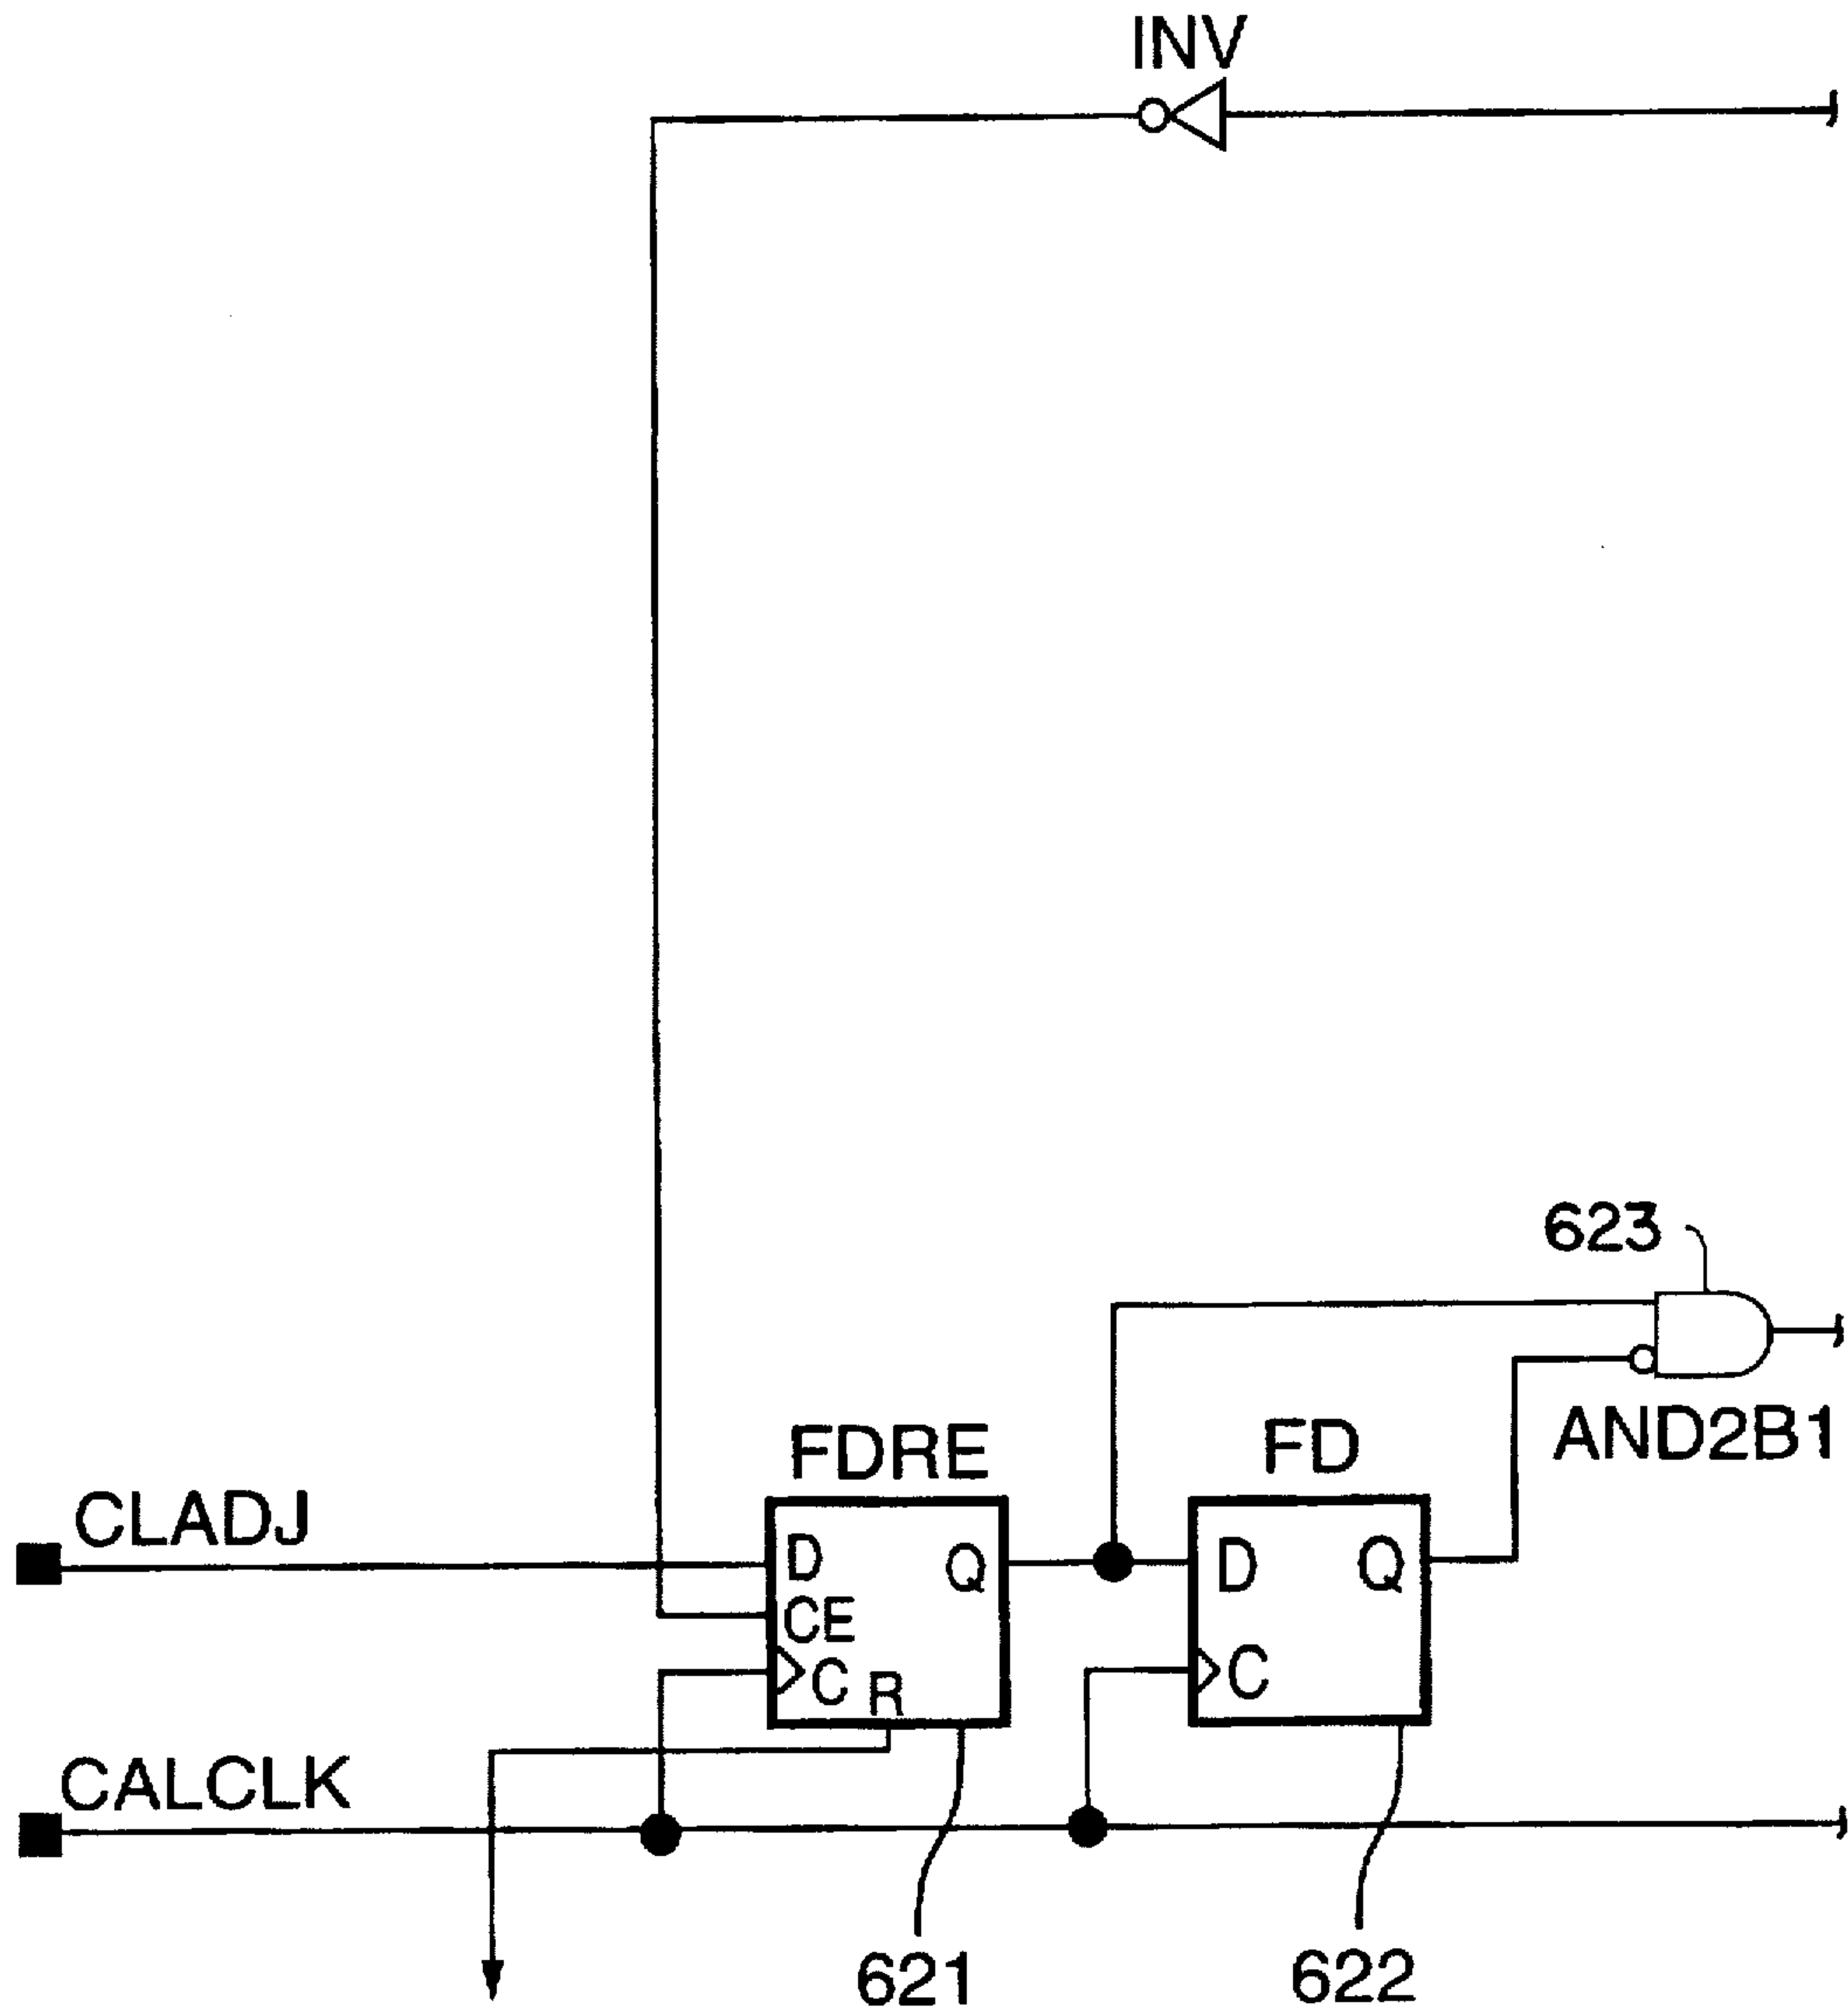 INV
623
AND2B1
FDRE
FD
CLADJ
D
Q
CE
C
R
D
Q
C
CALCLK
621
622